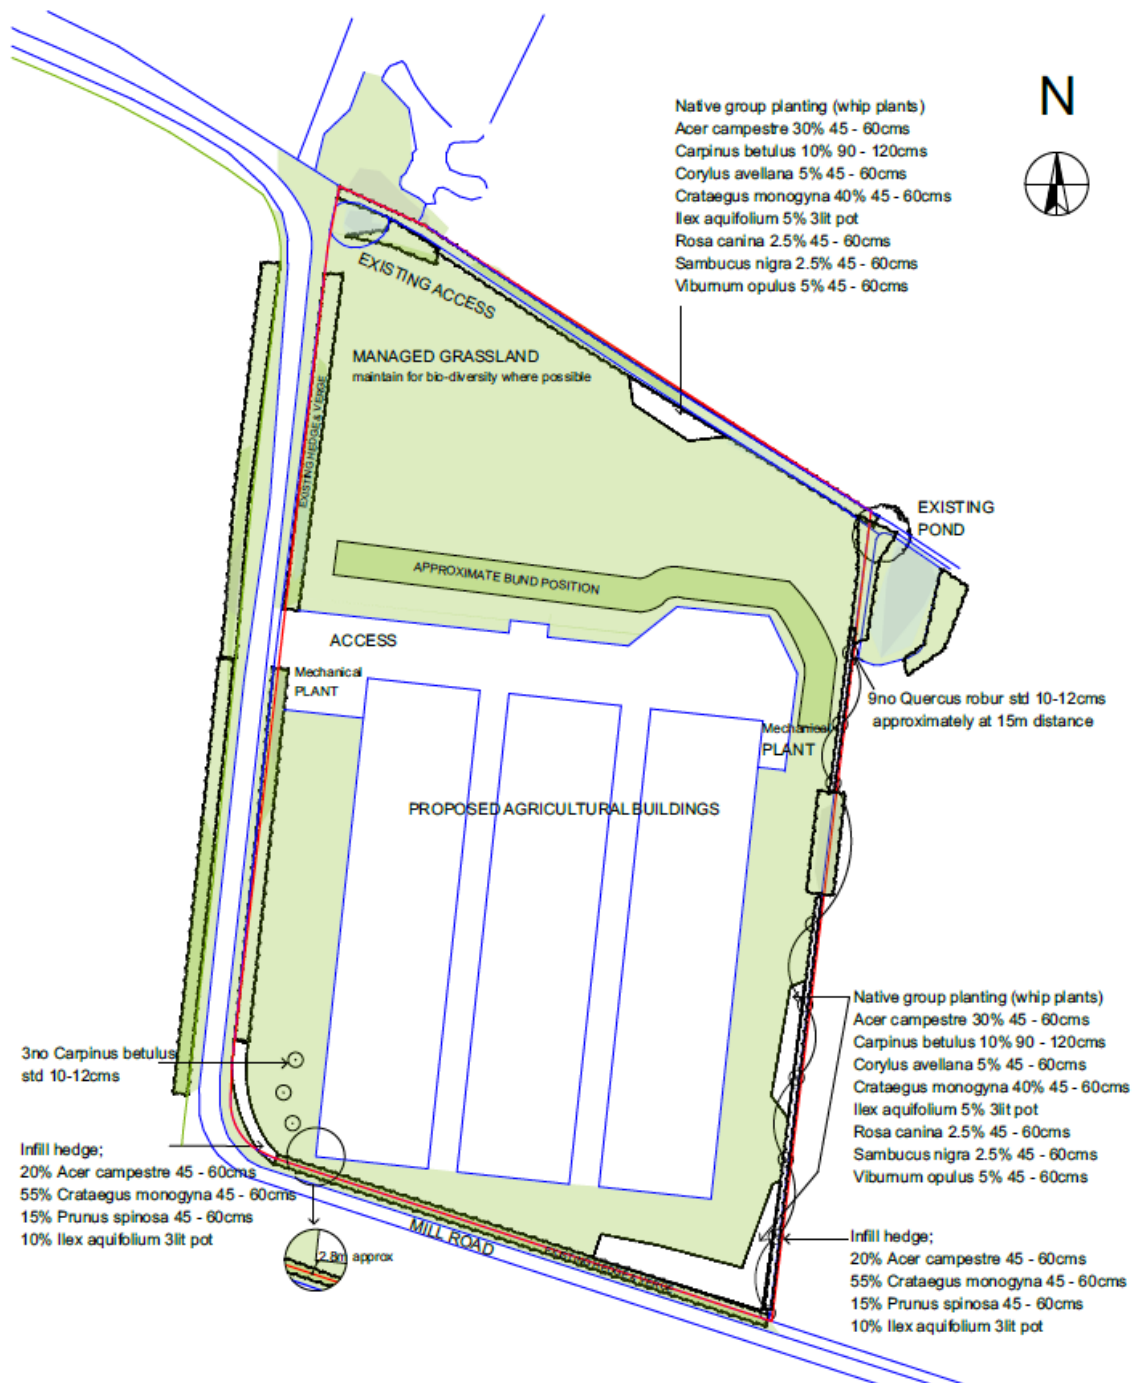 N
Native group planting (whip plants)
Acer campestre 30% 45 - 60cms
Carpinus betulus 10% 90 - 120cms
Corylus avellana 5% 45 - 60cms
Crataegus monogyna 40% 45 - 60cms
Ilex aquifolium 5% 3lit pot
Rosa canina 2.5% 45 - 60cms
Sambucus nigra 2.5% 45 - 60cms
Viburnum opulus 5% 45 - 60cms
EXISTING ACCESS
MANAGED GRASSLAND
maintain for bio-diversity where possible
EXISTING HEDGE & VERGE
EXISTING
POND
APPROXIMATE BUND POSITION
ACCESS
Mechanical
PLANT
9no Quercus robur std 10-12cms
approximately at 15m distance
Mechanical
PLANT
PROPOSED AGRICULTURAL BUILDINGS
Native group planting (whip plants)
Acer campestre 30% 45 - 60cms
Carpinus betulus 10% 90 - 120cms
Corylus avellana 5% 45 - 60cms
Crataegus monogyna 40% 45 - 60cms
Ilex aquifolium 5% 3lit pot
Rosa canina 2.5% 45 - 60cms
Sambucus nigra 2.5% 45 - 60cms
Viburnum opulus 5% 45 - 60cms
3no Carpinus betulus
std 10-12cms
Infill hedge;
20% Acer campestre 45 - 60cms
55% Crataegus monogyna 45 - 60cms
15% Prunus spinosa 45 - 60cms
10% Ilex aquifolium 3lit pot
MILL ROAD
2.8m approx
Infill hedge;
20% Acer campestre 45 - 60cms
55% Crataegus monogyna 45 - 60cms
15% Prunus spinosa 45 - 60cms
10% Ilex aquifolium 3lit pot